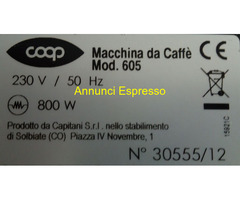 coop
Macchina da Caffè
Mod. 605
Annunci Espresso
230 V / 50 Hz
800 W
CE
Prodotto da Capitani S.r.l. nello stabilimento
di Solbiate (CO) Piazza IV Novembre, 1
15921C
N° 30555/12